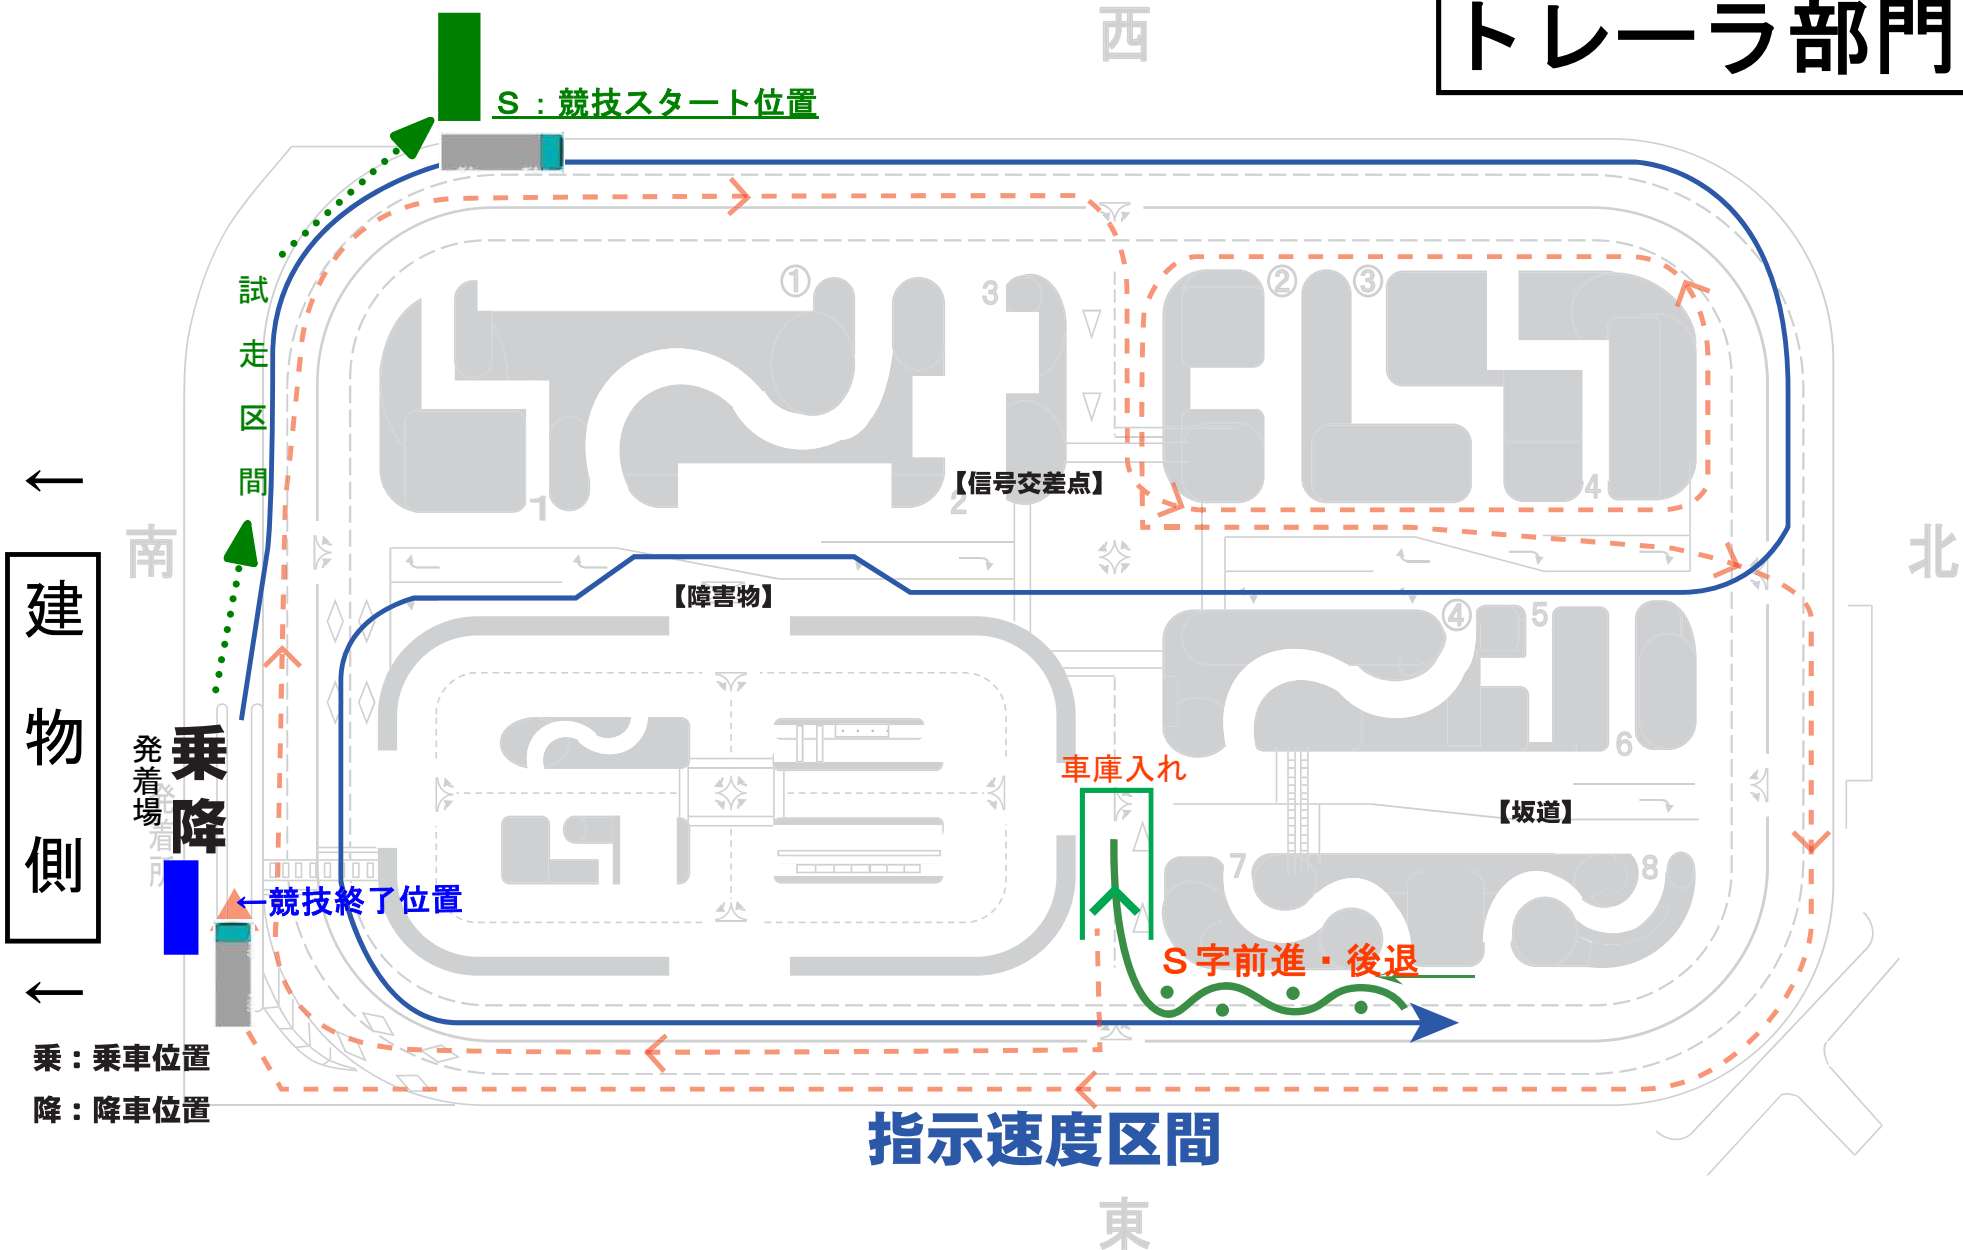 西
トレーラ部門
S：競技スタート位置
試走区間
①
3
②
③
1
2
【信号交差点】
4
←
南
北
建物側
【障害物】
④
5
6
発着場
乗降
発着所
車庫入れ
【坂道】
7
8
←競技終了位置
S字前進・後退
←
乗：乗車位置
降：降車位置
指示速度区間
東